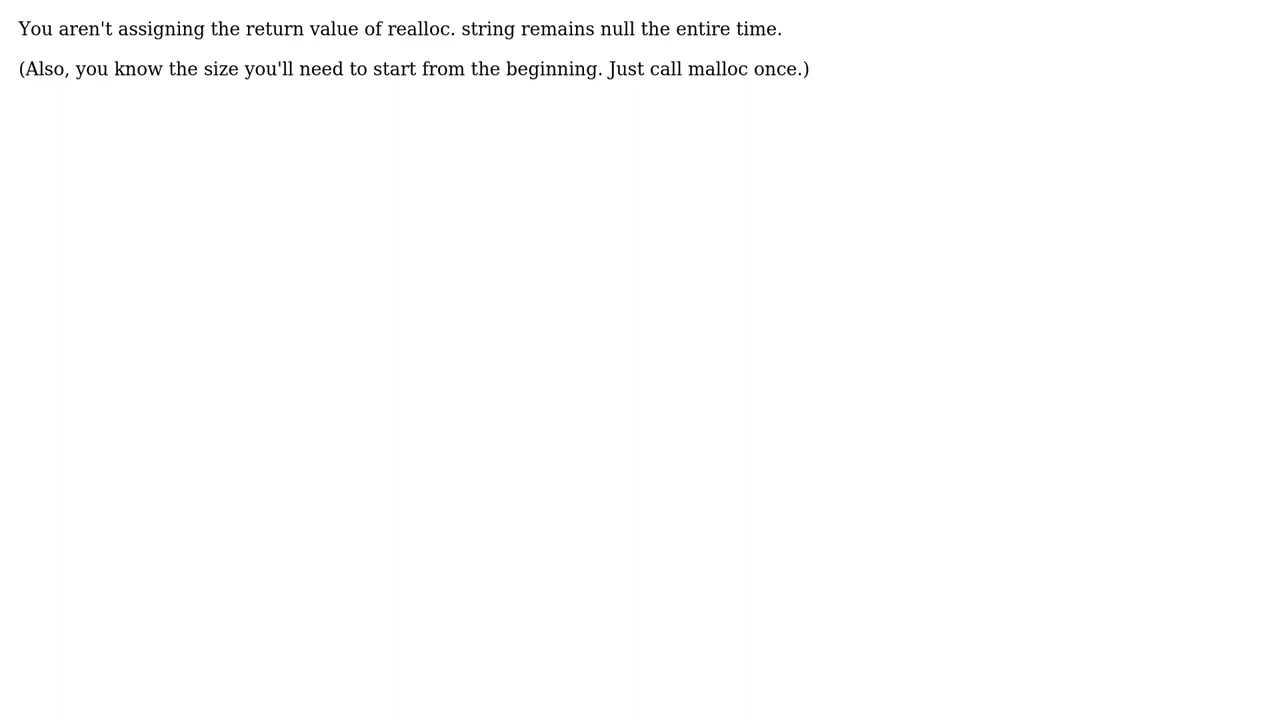 You aren't assigning the return value of realloc. string remains null the entire time.
(Also, you know the size you'll need to start from the beginning. Just call malloc once.)